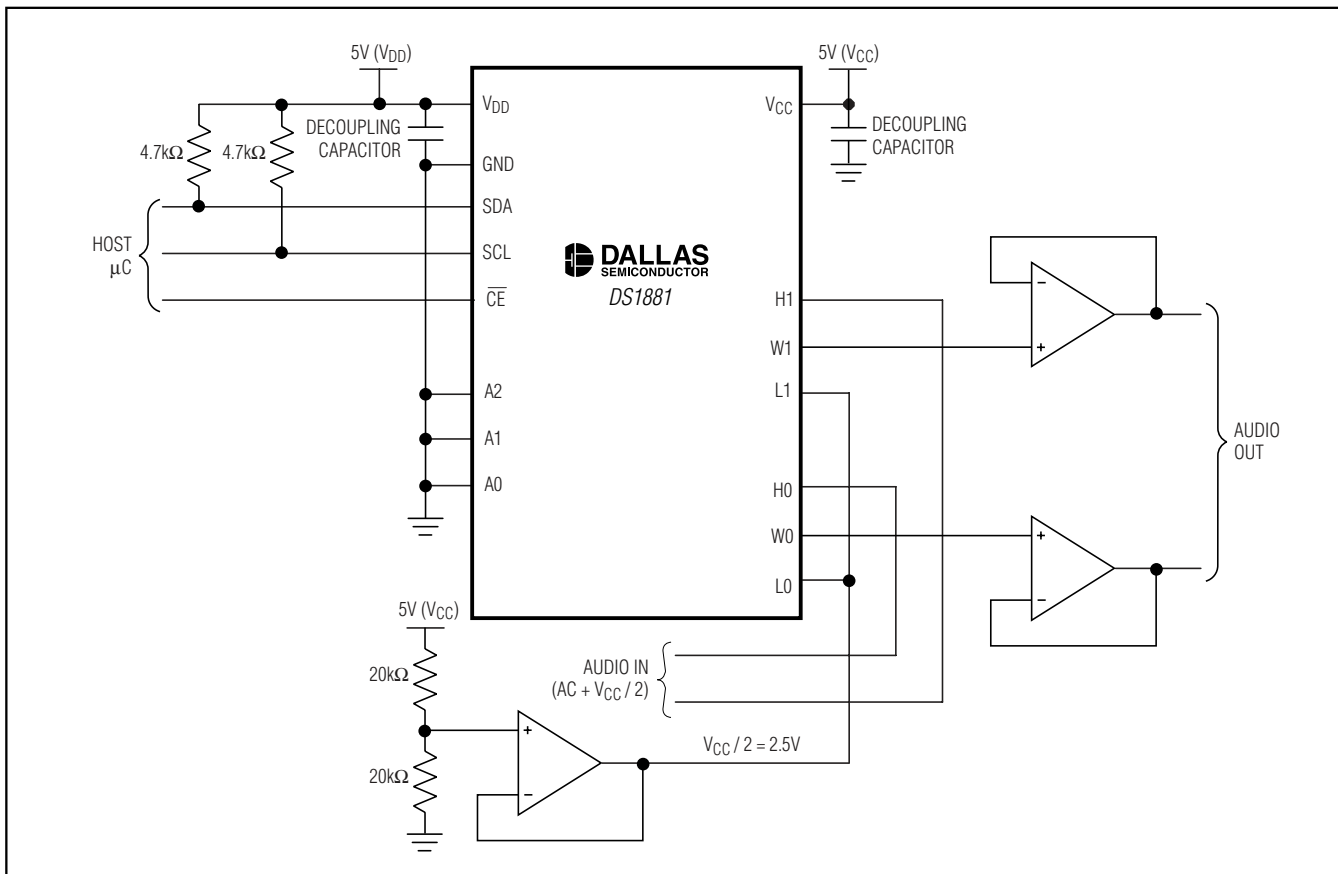 5V (VDD)
5V (VCC)
VDD
VCC
DECOUPLING
CAPACITOR
DECOUPLING
CAPACITOR
4.7kΩ
4.7kΩ
GND
SDA
HOST
µC
SCL
CE
DALLAS
SEMICONDUCTOR
DS1881
H1
W1
L1
A2
A1
A0
H0
W0
L0
AUDIO
OUT
5V (VCC)
20kΩ
20kΩ
AUDIO IN
(AC + VCC / 2)
VCC / 2 = 2.5V
+
−
−
+
+
−